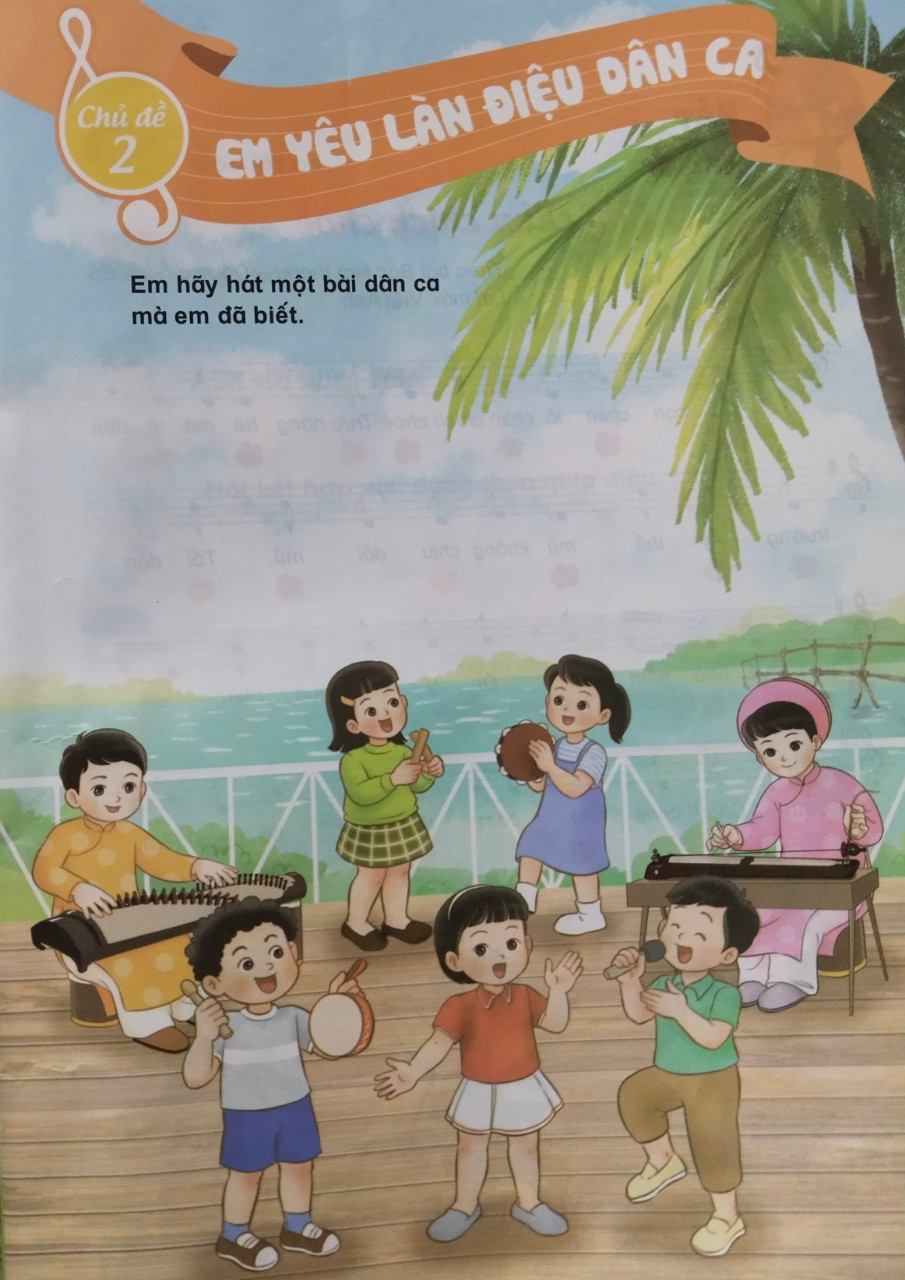 Chủ đề
2
EM YÊU LÀN ĐIỆU DÂN CA
Em hãy hát một bài dân ca
mà em đã biết.